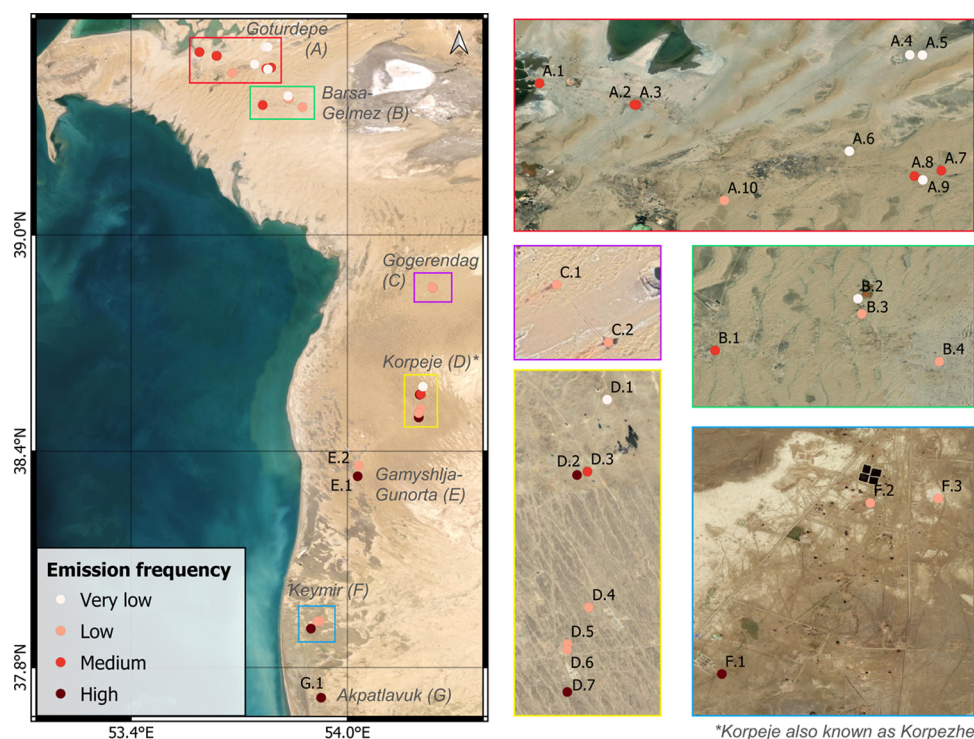 Goturdepe
(A)
Barsa-
Gelmez (B)
39.0°N
Gogerendag
(C)
Korpeje (D)*
38.4°N
E.2
E.1
Gamyshlja-
Gunorta (E)
Emission frequency
Very low
Low
Medium
High
Keymir (F)
37.8°N
G.1
Akpatlavuk (G)
53.4°E
54.0°E
A.1
A.2
A.3
A.4
A.5
A.6
A.7
A.8
A.9
A.10
C.1
C.2
B.1
B.2
B.3
B.4
D.1
D.2
D.3
D.4
D.5
D.6
D.7
F.1
F.2
F.3
*Korpeje also known as Korpezhe